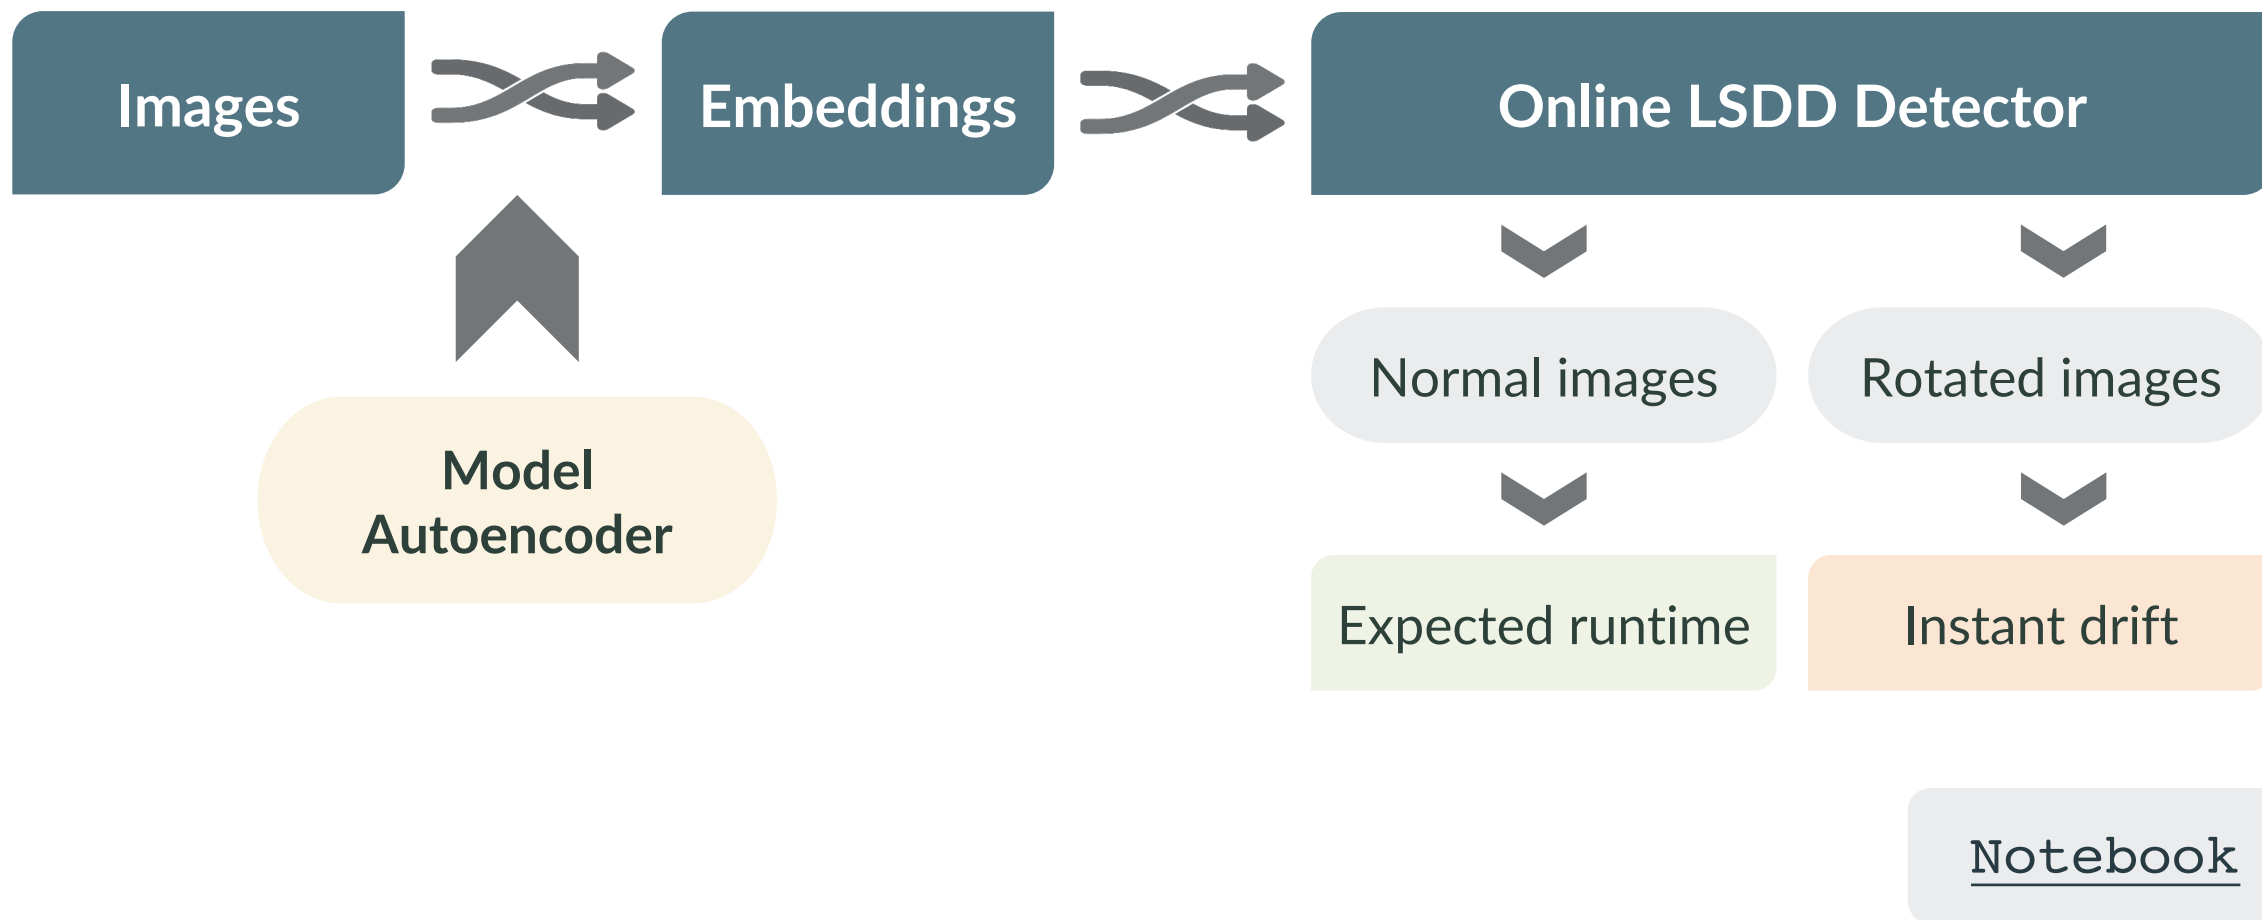 Images
Embeddings
Online LSDD Detector
Model
Autoencoder
Normal images
Rotated images
Expected runtime
Instant drift
Notebook